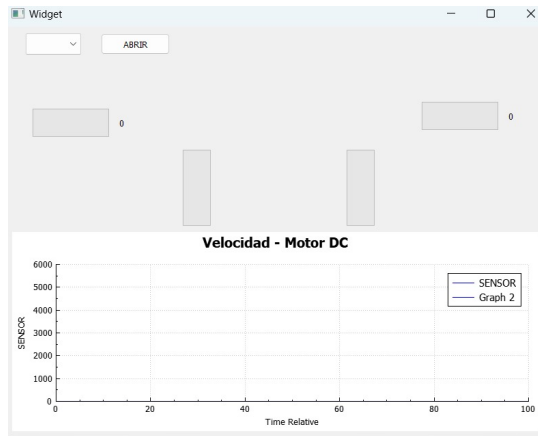 Widget
ABRIR
0
0
Velocidad - Motor DC
6000
5000
4000
3000
2000
1000
0
SENSOR
SENSOR
Graph 2
0 20 40 60 80 100
Time Relative